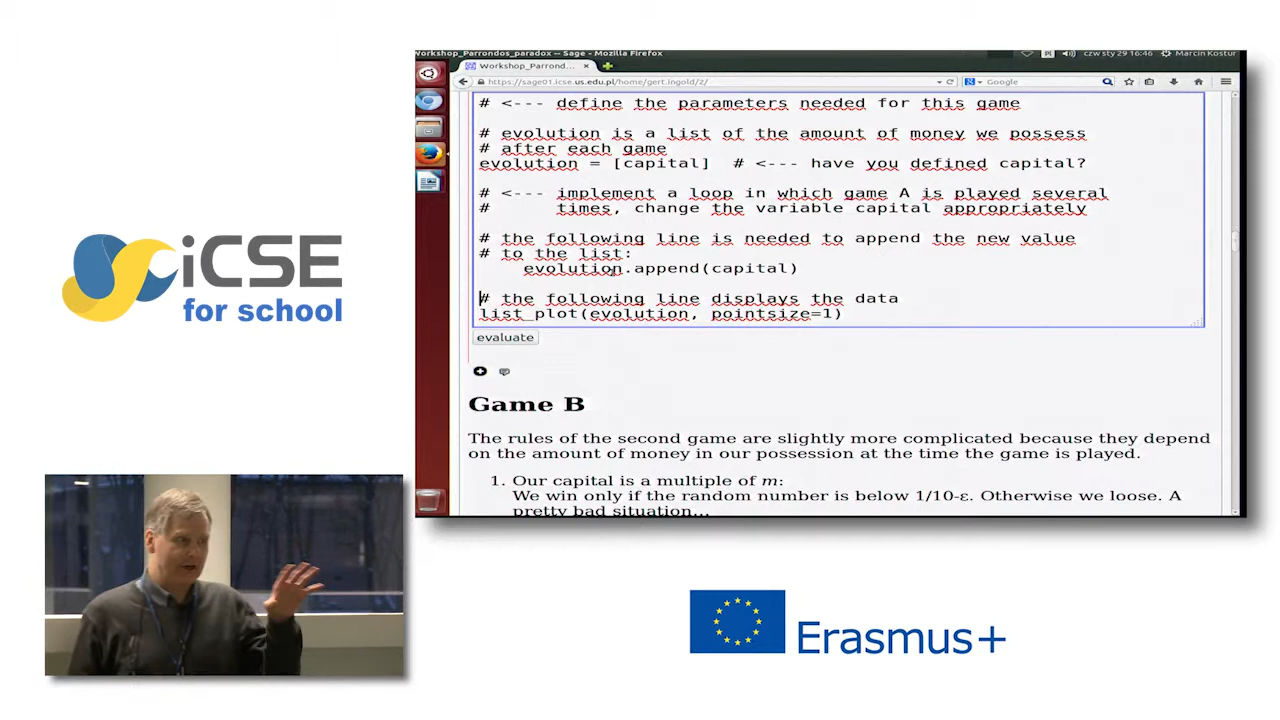 iCSE
for school
Workshop_Parrondos_paradox -- Sage - Mozilla Firefox
czw sty 29 16:46
Marcin Kostur
Workshop_Parrond...
https://sage01.icse.us.edu.pl/home/gert.ingold/2/
Google
# <--- define the parameters needed for this game
# evolution is a list of the amount of money we possess
# after each game
evolution = [capital]  # <--- have you defined capital?
# <--- implement a loop in which game A is played several
#      times, change the variable capital appropriately
# the following line is needed to append the new value
# to the list:
    evolution.append(capital)
# the following line displays the data
list_plot(evolution, pointsize=1)
evaluate
Game B
The rules of the second game are slightly more complicated because they depend
on the amount of money in our possession at the time the game is played.
1. Our capital is a multiple of m:
We win only if the random number is below 1/10-ε. Otherwise we loose. A
pretty bad situation...
Erasmus+